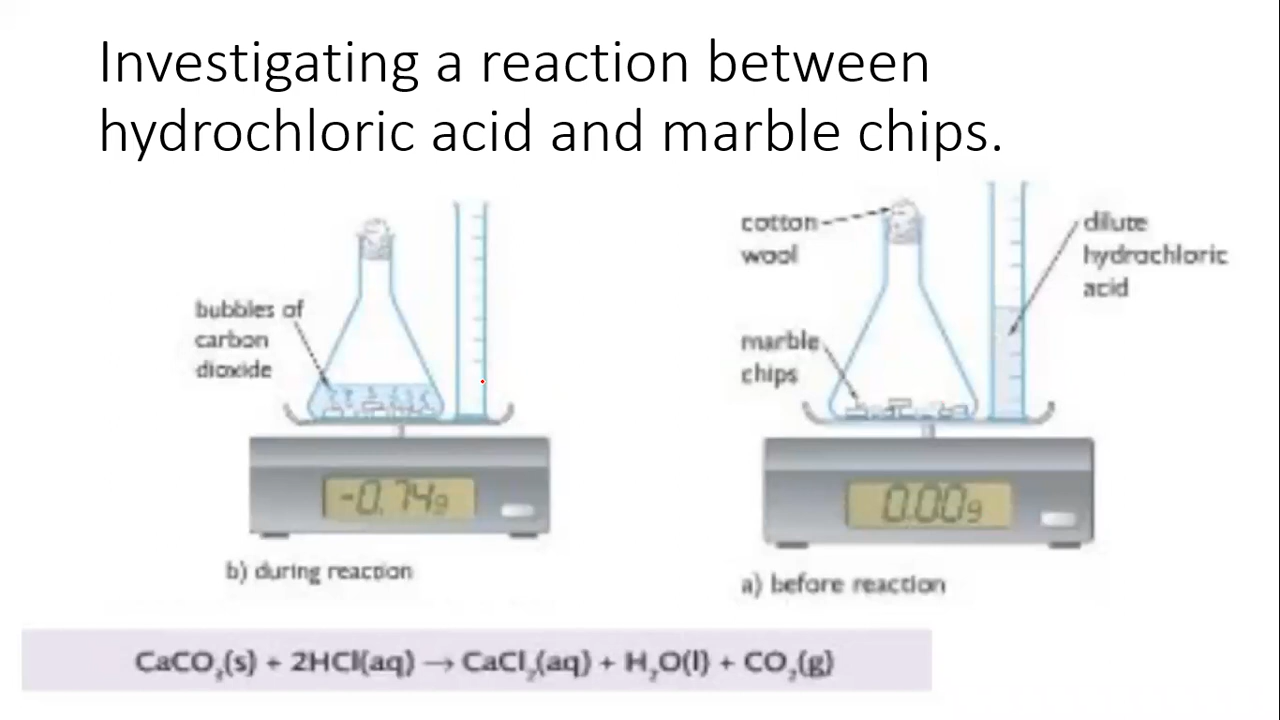 Investigating a reaction between
hydrochloric acid and marble chips.
bubbles of
carbon
dioxide
-0.74g
b) during reaction
cotton
wool
marble
chips
dilute
hydrochloric
acid
0.00g
a) before reaction
CaCO₃(s) + 2HCl(aq) → CaCl₂(aq) + H₂O(l) + CO₂(g)